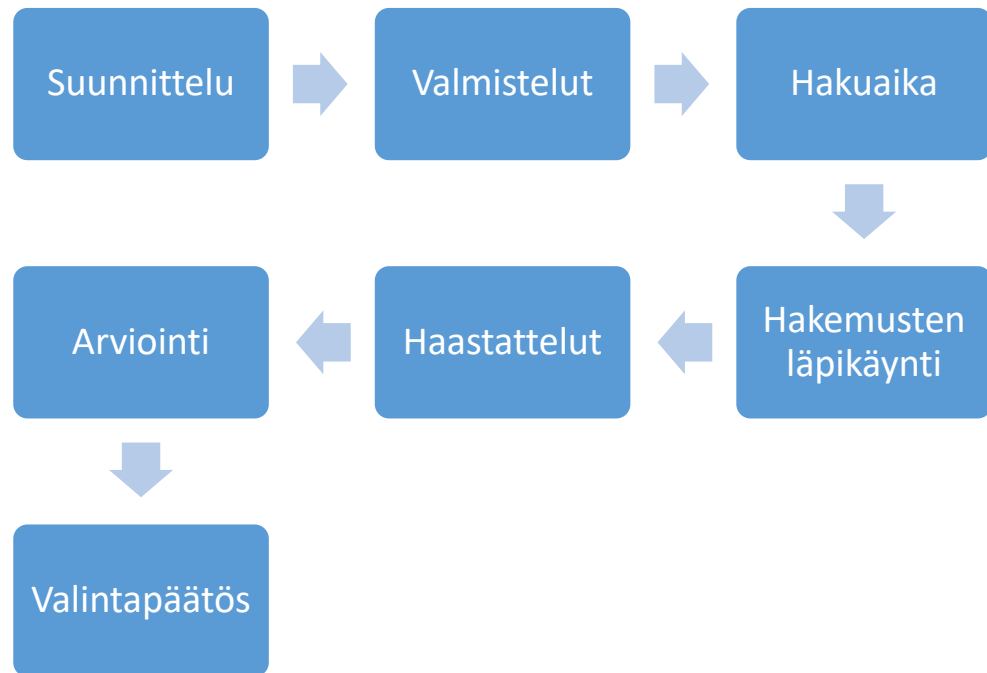 Suunnittelu
Valmistelut
Hakuaika
Hakemusten
läpikäynti
Haastattelut
Arviointi
Valintapäätös